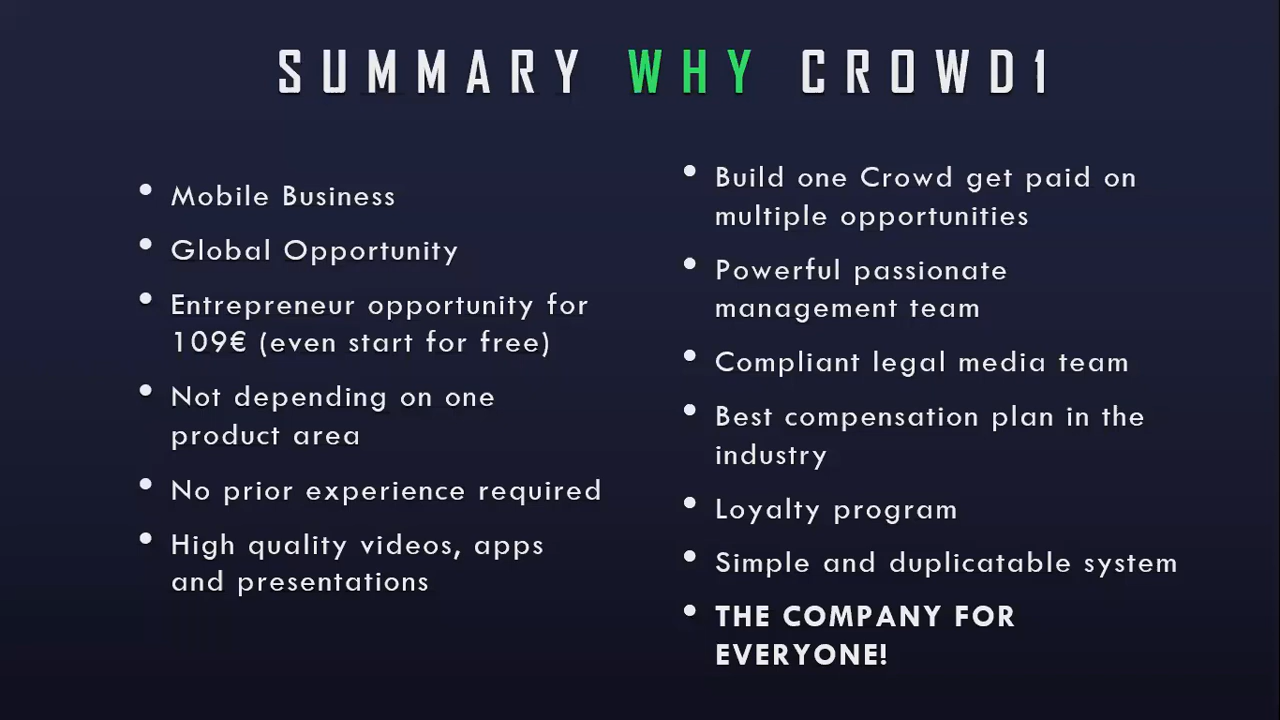 SUMMARY WHY CROWD1
• Mobile Business
• Global Opportunity
• Entrepreneur opportunity for
109€ (even start for free)
• Not depending on one
product area
• No prior experience required
• High quality videos, apps
and presentations
• Build one Crowd get paid on
multiple opportunities
• Powerful passionate
management team
• Compliant legal media team
• Best compensation plan in the
industry
• Loyalty program
• Simple and duplicatable system
• THE COMPANY FOR
EVERYONE!